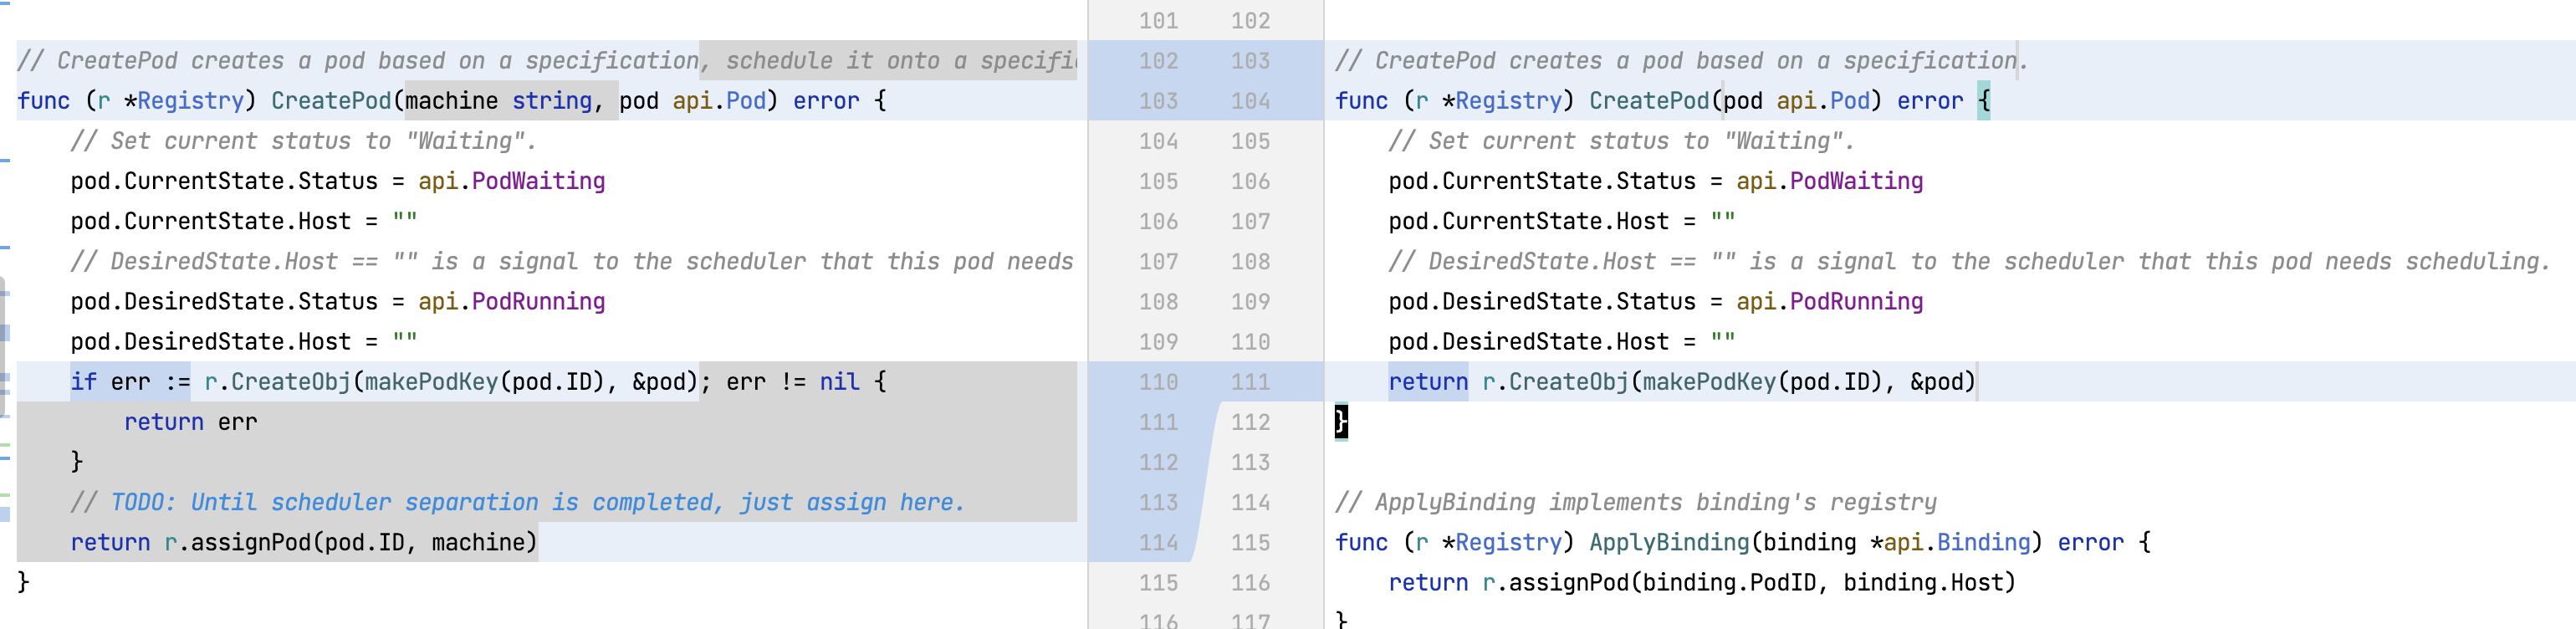 // CreatePod creates a pod based on a specification, schedule it onto a specifi
func (r *Registry) CreatePod(machine string, pod api.Pod) error {
    // Set current status to "Waiting".
    pod.CurrentState.Status = api.PodWaiting
    pod.CurrentState.Host = ""
    // DesiredState.Host == "" is a signal to the scheduler that this pod needs
    pod.DesiredState.Status = api.PodRunning
    pod.DesiredState.Host = ""
    if err := r.CreateObj(makePodKey(pod.ID), &pod); err != nil {
        return err
    }
    // TODO: Until scheduler separation is completed, just assign here.
    return r.assignPod(pod.ID, machine)
}
101 102
102 103
103 104
104 105
105 106
106 107
107 108
108 109
109 110
110 111
111 112
112 113
113 114
114 115
115 116
116 117
// CreatePod creates a pod based on a specification.
func (r *Registry) CreatePod(pod api.Pod) error {
    // Set current status to "Waiting".
    pod.CurrentState.Status = api.PodWaiting
    pod.CurrentState.Host = ""
    // DesiredState.Host == "" is a signal to the scheduler that this pod needs scheduling.
    pod.DesiredState.Status = api.PodRunning
    pod.DesiredState.Host = ""
    return r.CreateObj(makePodKey(pod.ID), &pod)
}
// ApplyBinding implements binding's registry
func (r *Registry) ApplyBinding(binding *api.Binding) error {
    return r.assignPod(binding.PodID, binding.Host)
}